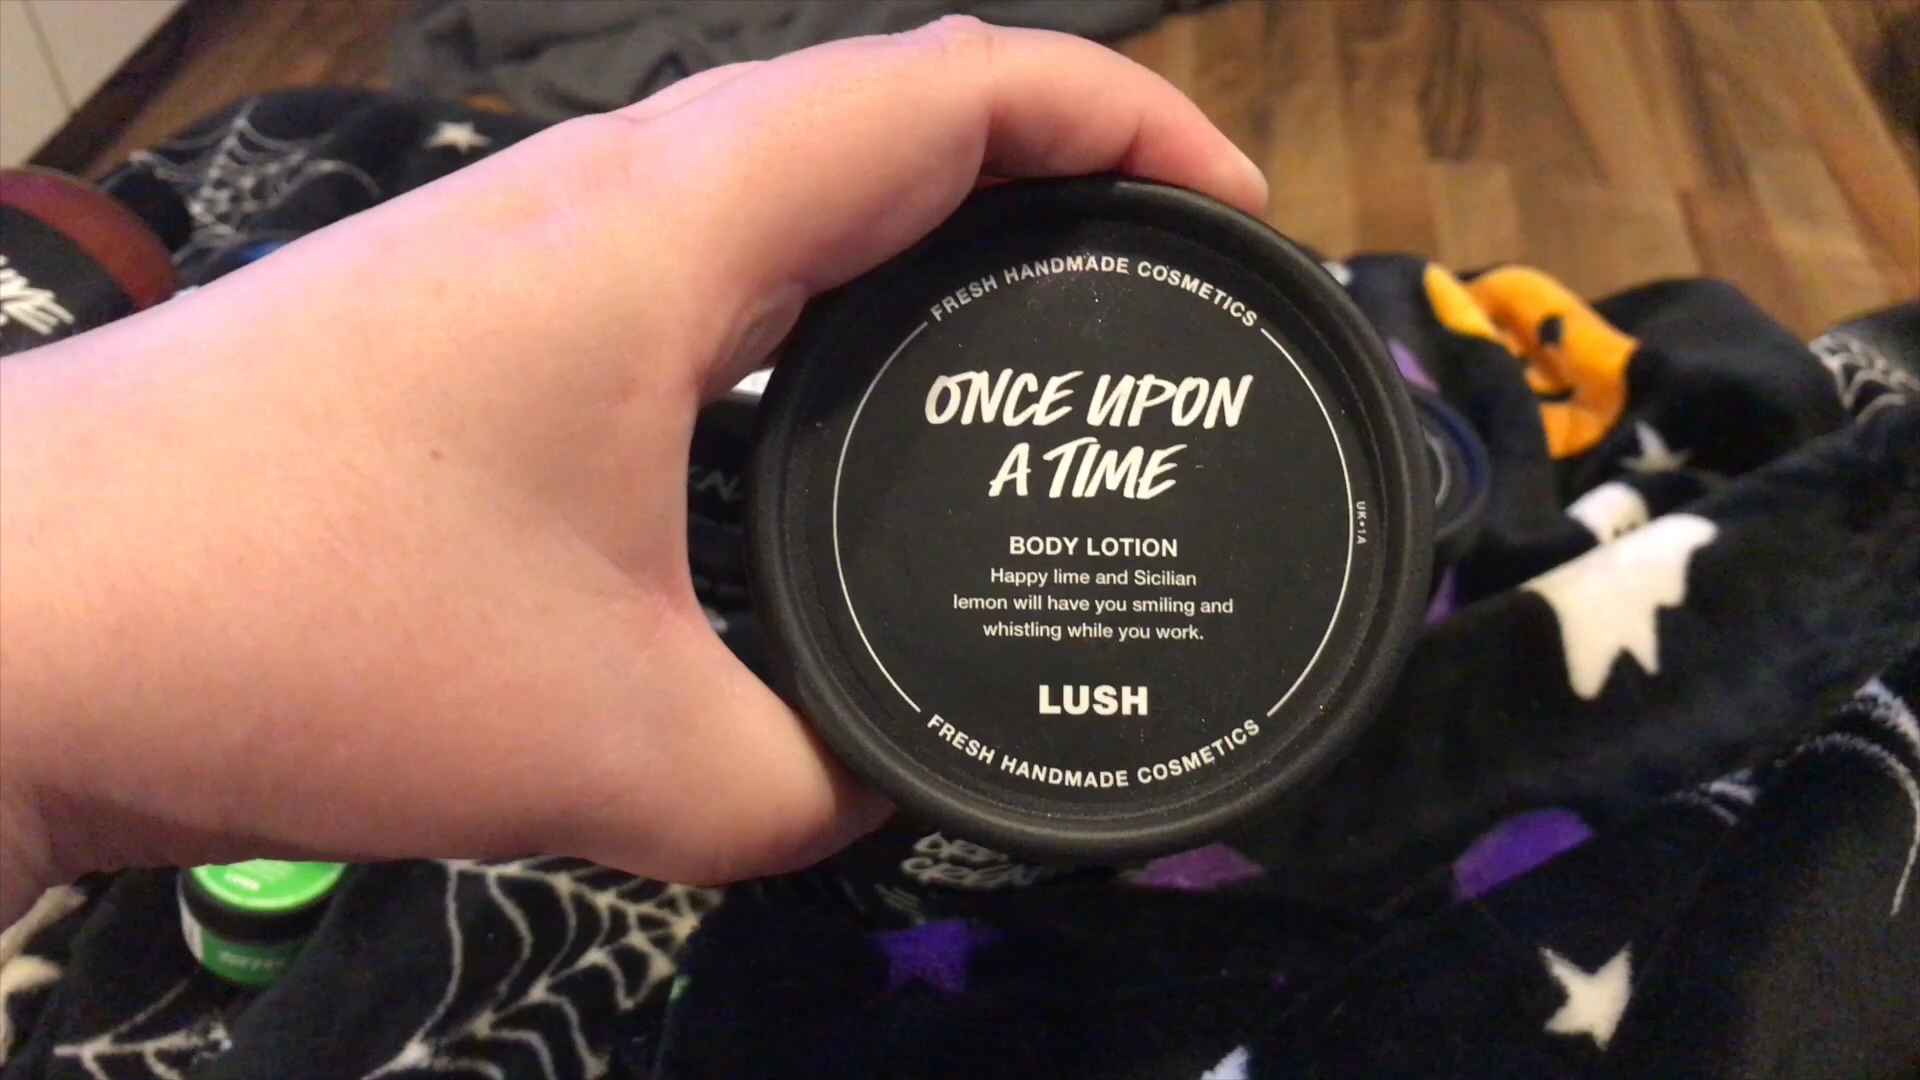 FRESH HANDMADE COSMETICS
ONCE UPON
A TIME
BODY LOTION
Happy lime and Sicilian
lemon will have you smiling and
whistling while you work.
LUSH
FRESH HANDMADE COSMETICS
UK•1A